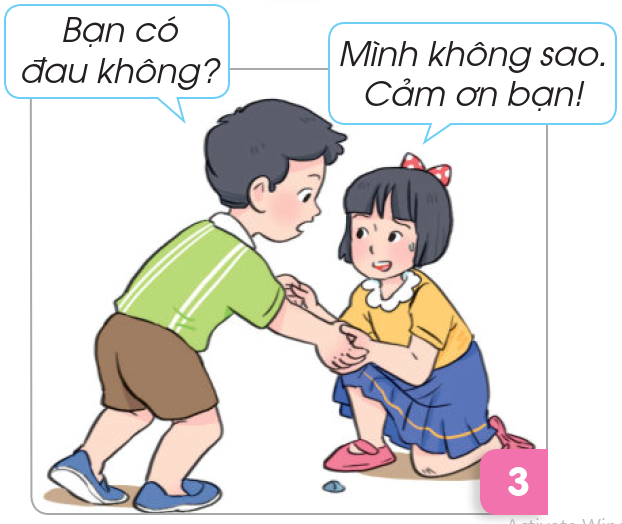 Bạn có
đau không?
Mình không sao.
Cảm ơn bạn!
3